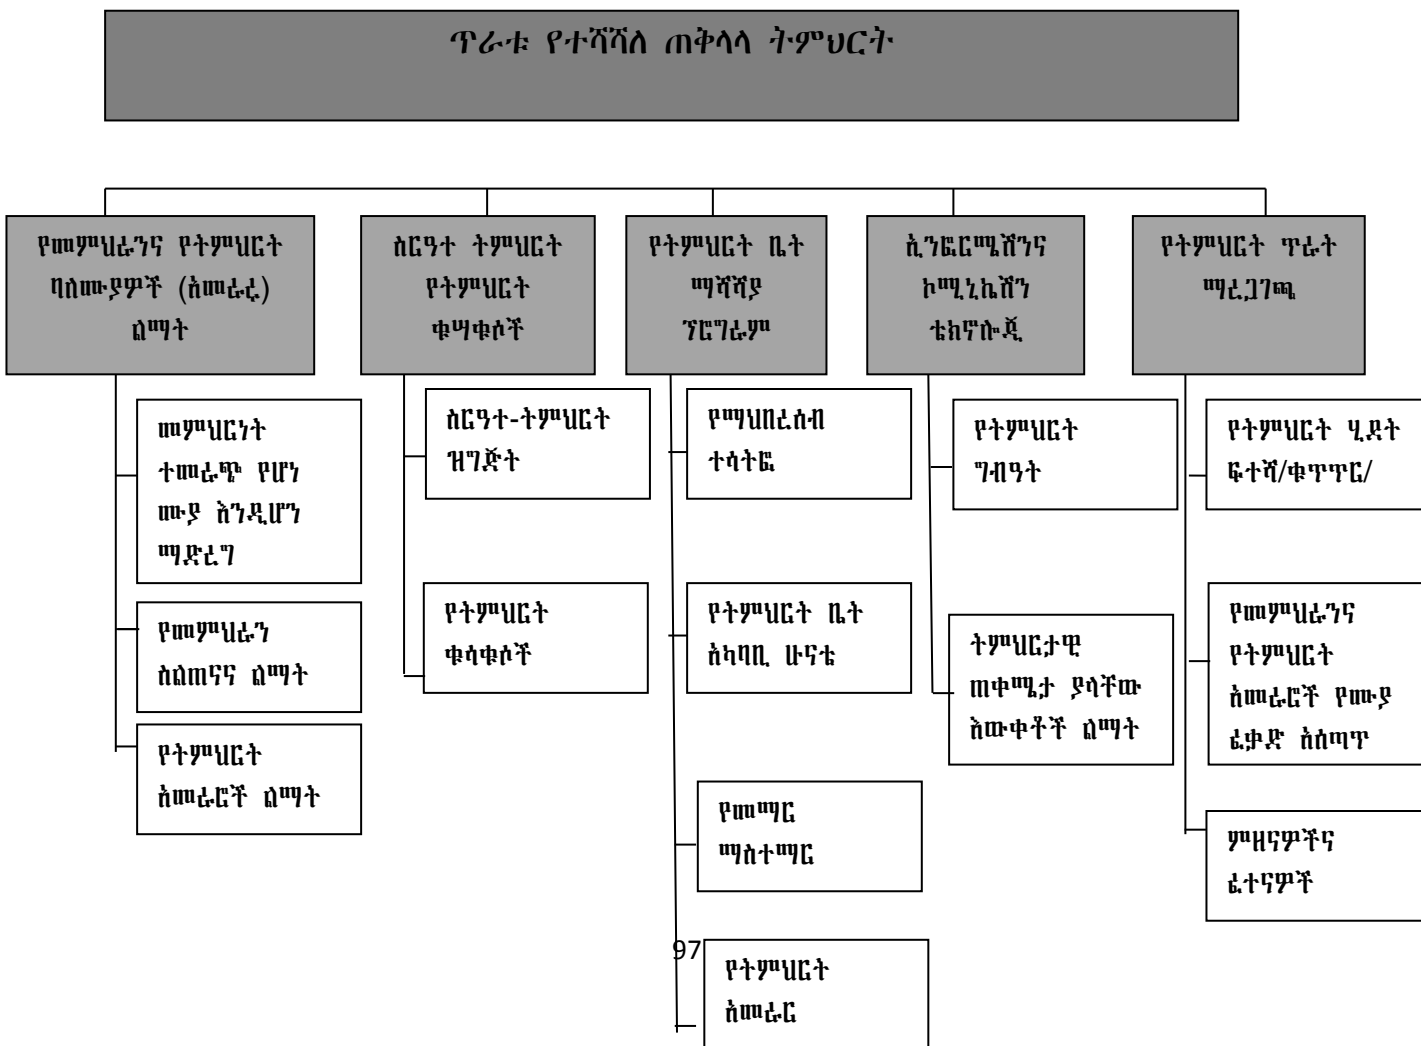 ጥራቱ የተሻሻለ ጠቅላላ ትምህርት
የመምህራንና የትምህርት
ባለሙያዎች (አመራሩ)
ልማት
ስርዓተ ትምህርት
የትምህርት
ቁሣቁሶች
የትምህርት ቤት
ማሻሻያ
ፕሮግራም
ኢንፎርሜሽንና
ኮሚኒኬሽን
ቴክኖሎጂ
የትምህርት ጥራት
ማረጋገጫ
መምህርነት
ተመራጭ የሆነ
ሙያ እንዲሆን
ማድረግ
የመምህራን
ስልጠናና ልማት
የትምህርት
አመራሮች ልማት
ስርዓተ-ትምህርት
ዝግጅት
የትምህርት
ቁሳቁሶች
የማህበረሰብ
ተሳትፎ
የትምህርት ቤት
አካባቢ ሁናቴ
የመማር
ማስተማር
የትምህርት
አመራር
የትምህርት
ግብዓት
ትምህርታዊ
ጠቀሜታ ያላቸው
እውቀቶች ልማት
የትምህርት ሂደት
ፍተሻ/ቁጥጥር/
የመምህራንና
የትምህርት
አመራሮች የሙያ
ፈቃድ አሰጣጥ
ምዘናዎችና
ፈተናዎች
97